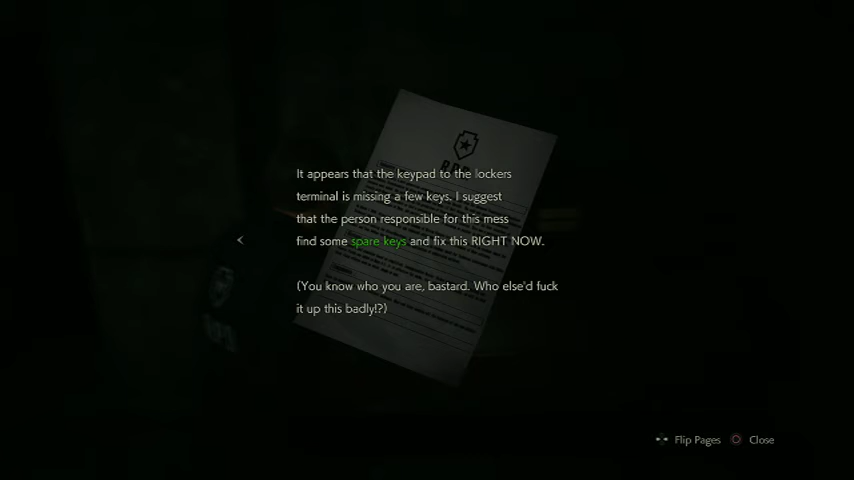 It appears that the keypad to the lockers
terminal is missing a few keys. I suggest
that the person responsible for this mess
find some spare keys and fix this RIGHT NOW.
(You know who you are, bastard. Who else'd fuck
it up this badly!?)
Flip Pages Close